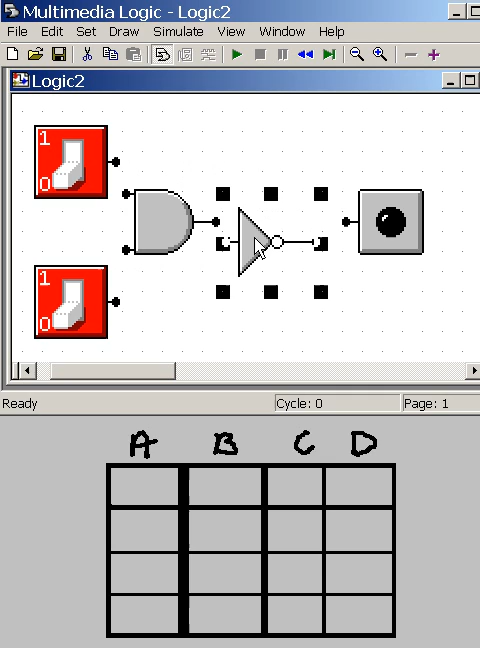 Multimedia Logic - Logic2
File Edit Set Draw Simulate View Window Help
Logic2
1
0
1
0
Ready Cycle: 0 Page: 1
A B C D